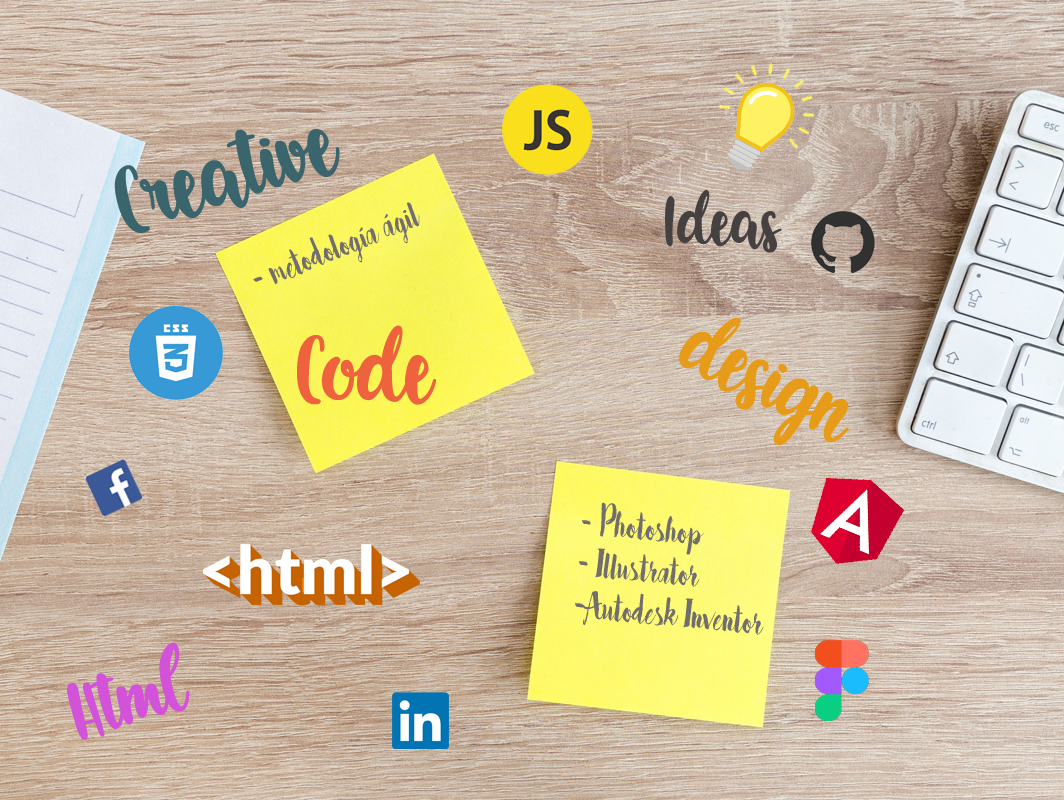 JS
Creative
- metodología ágil
Ideas
esc
CSS
3
Code
design
ctrl
alt
f
<html>
- Photoshop
- Illustrator
-Autodesk Inventor
A
Html
in